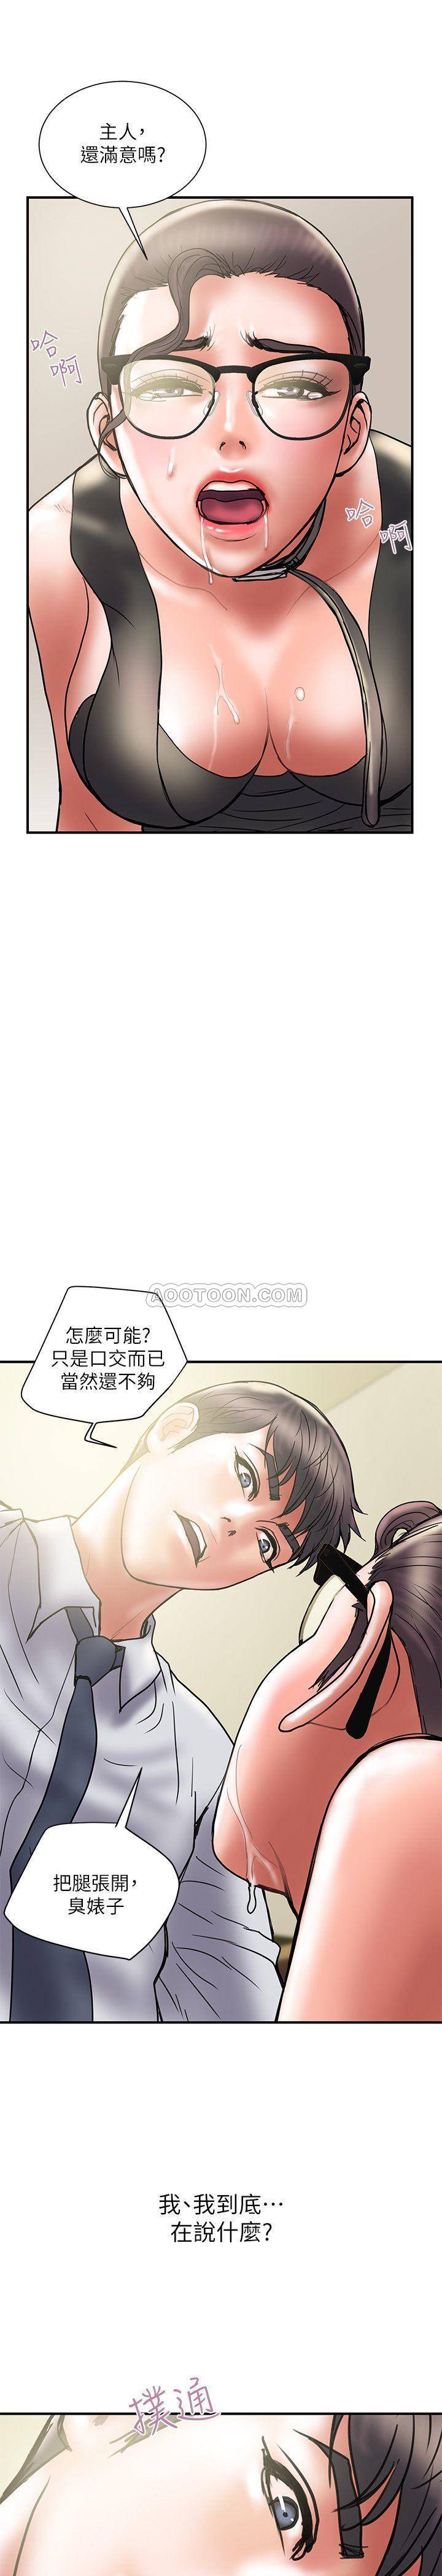 主人，
還滿意嗎?
哈
啊
哈
啊
AOOTOON.COM
怎麼可能?
只是口交而已
當然還不夠
把腿張開，
臭婊子
我、我到底…
在說什麼?
撲通